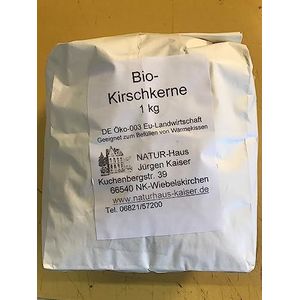 Bio-
Kirschkerne
1 kg
DE Öko-003 Eu-Landwirtschaft
Geeignet zum Befüllen von Wärmekissen
NATUR-Haus
Jürgen Kaiser
Kuchenbergstr. 39
66540 NK-Wiebelskirchen
www.naturhaus-kaiser.de
Tel. 06821/57200